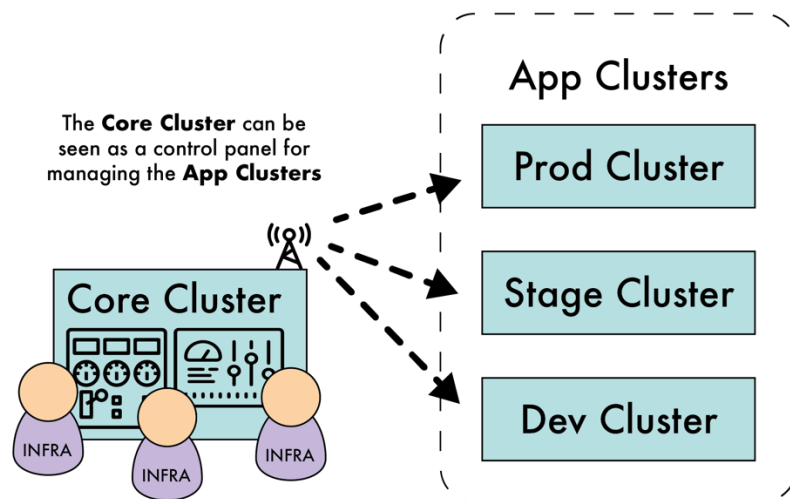 The Core Cluster can be
seen as a control panel for
managing the App Clusters
Core Cluster
INFRA
INFRA
INFRA
App Clusters
Prod Cluster
Stage Cluster
Dev Cluster